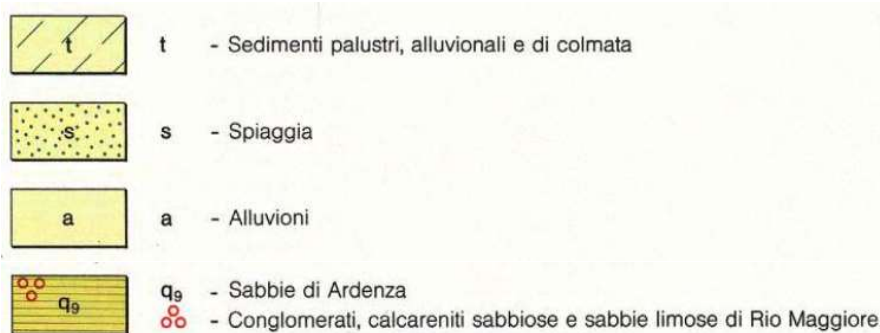 t t - Sedimenti palustri, alluvionali e di colmata
s s - Spiaggia
a a - Alluvioni
q₉ q₉ - Sabbie di Ardenza
- Conglomerati, calcareniti sabbiose e sabbie limose di Rio Maggiore